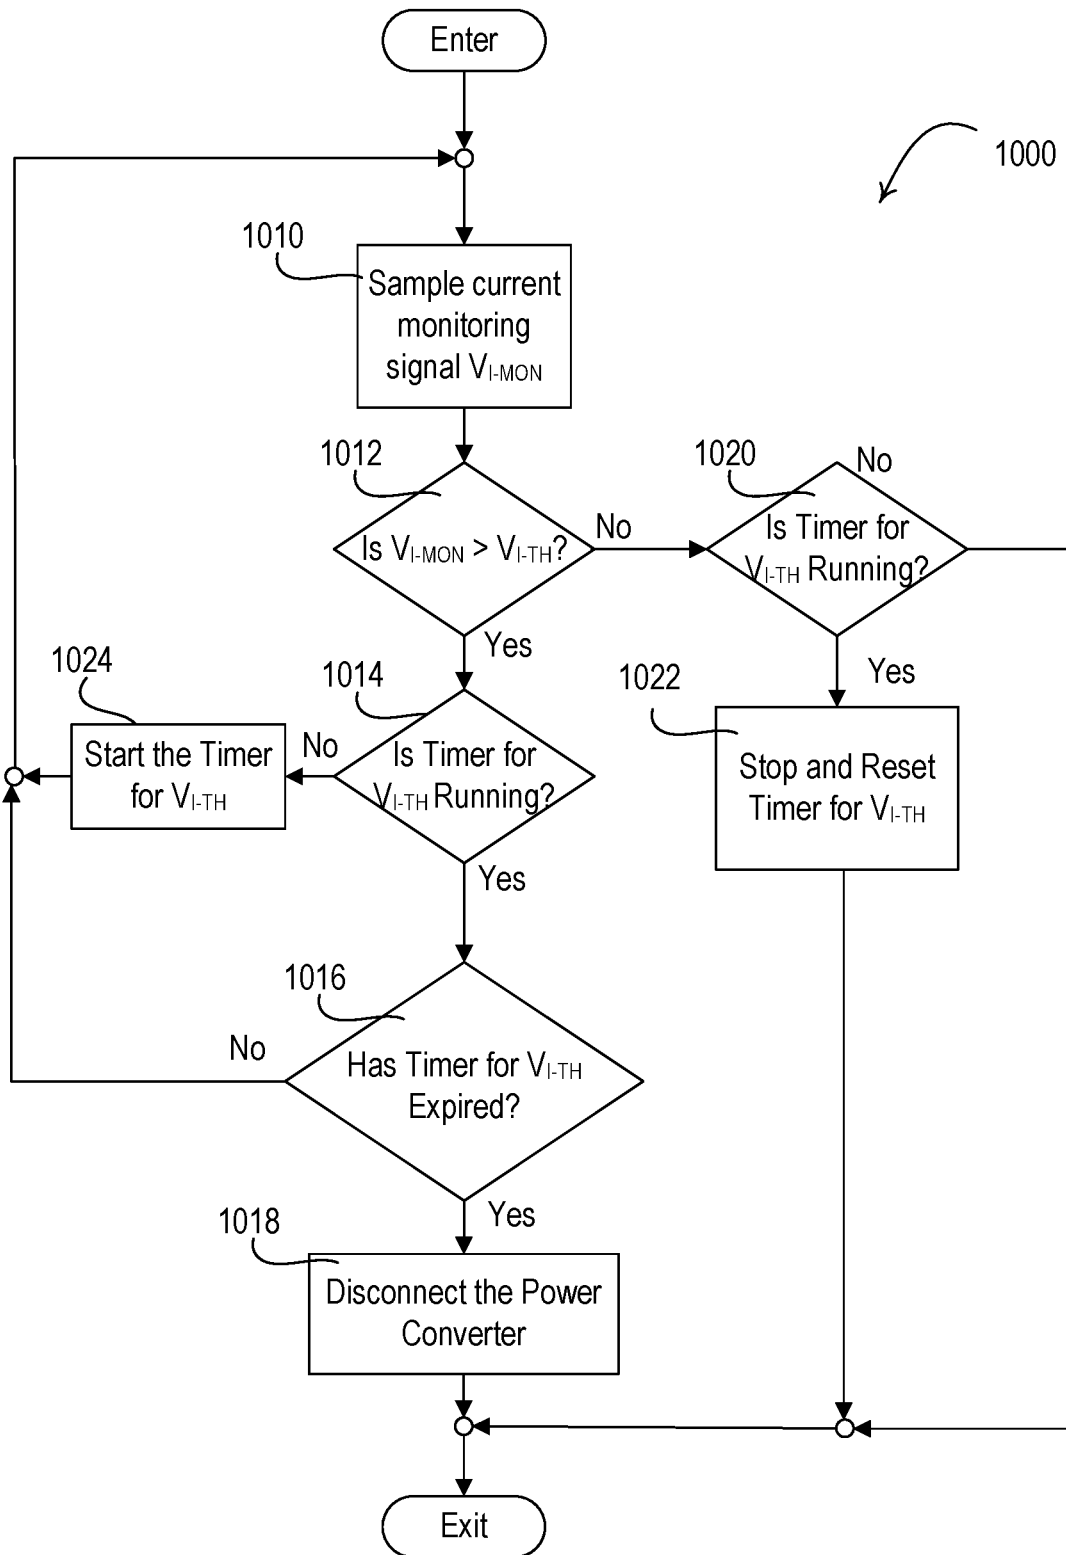 Enter
1000
1010
Sample current
monitoring
signal VI-MON
1012
Is VI-MON > VI-TH?
No
Yes
1020
No
Is Timer for
VI-TH Running?
Yes
1022
Stop and Reset
Timer for VI-TH
1014
Is Timer for
VI-TH Running?
No
Yes
1024
Start the Timer
for VI-TH
1016
Has Timer for VI-TH
Expired?
No
Yes
1018
Disconnect the Power
Converter
Exit